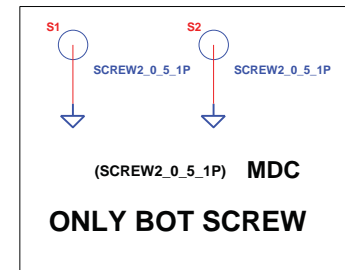 S1 S2
SCREW2_0_5_1P SCREW2_0_5_1P
(SCREW2_0_5_1P) MDC
ONLY BOT SCREW